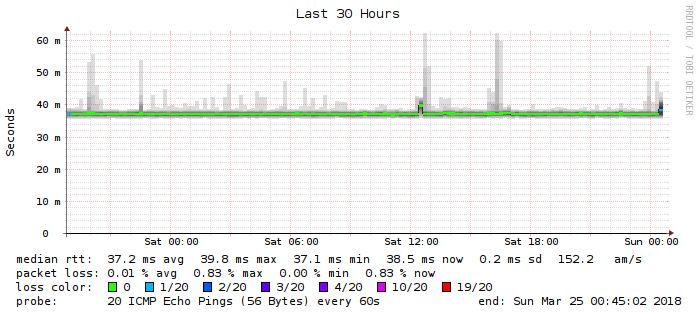 Last 30 Hours
RRDTOOL / TOBI OETIKER
Seconds
60 m
50 m
40 m
30 m
20 m
10 m
0
Sat 00:00 Sat 06:00 Sat 12:00 Sat 18:00 Sun 00:00
median rtt: 37.2 ms avg 39.8 ms max 37.1 ms min 38.5 ms now 0.2 ms sd 152.2 am/s
packet loss: 0.01 % avg 0.83 % max 0.00 % min 0.83 % now
loss color: 0 1/20 2/20 3/20 4/20 10/20 19/20
probe: 20 ICMP Echo Pings (56 Bytes) every 60s end: Sun Mar 25 00:45:02 2018